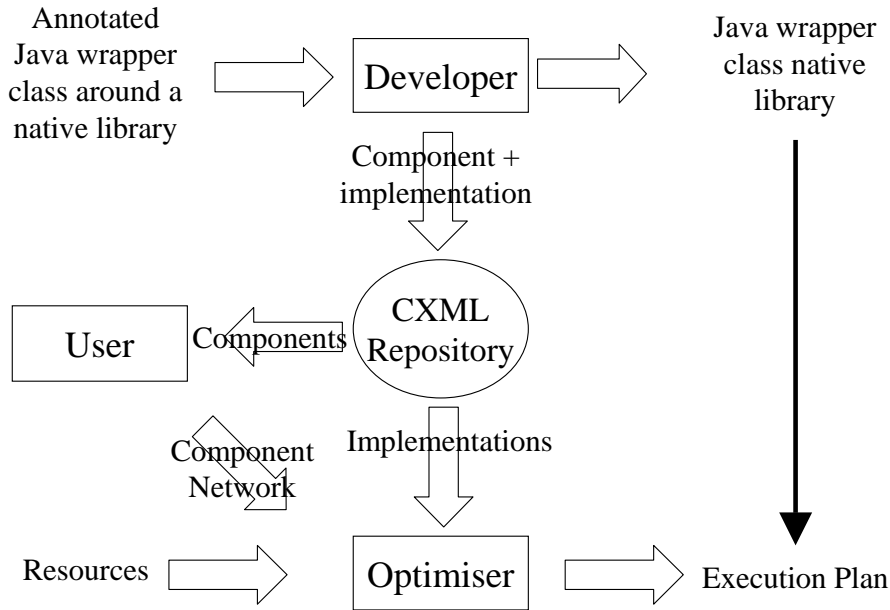 Annotated
Java wrapper
class around a
native library
Developer
Java wrapper
class native
library
Component +
implementation
CXML
Repository
User
Components
Implementations
Component
Network
Resources
Optimiser
Execution Plan